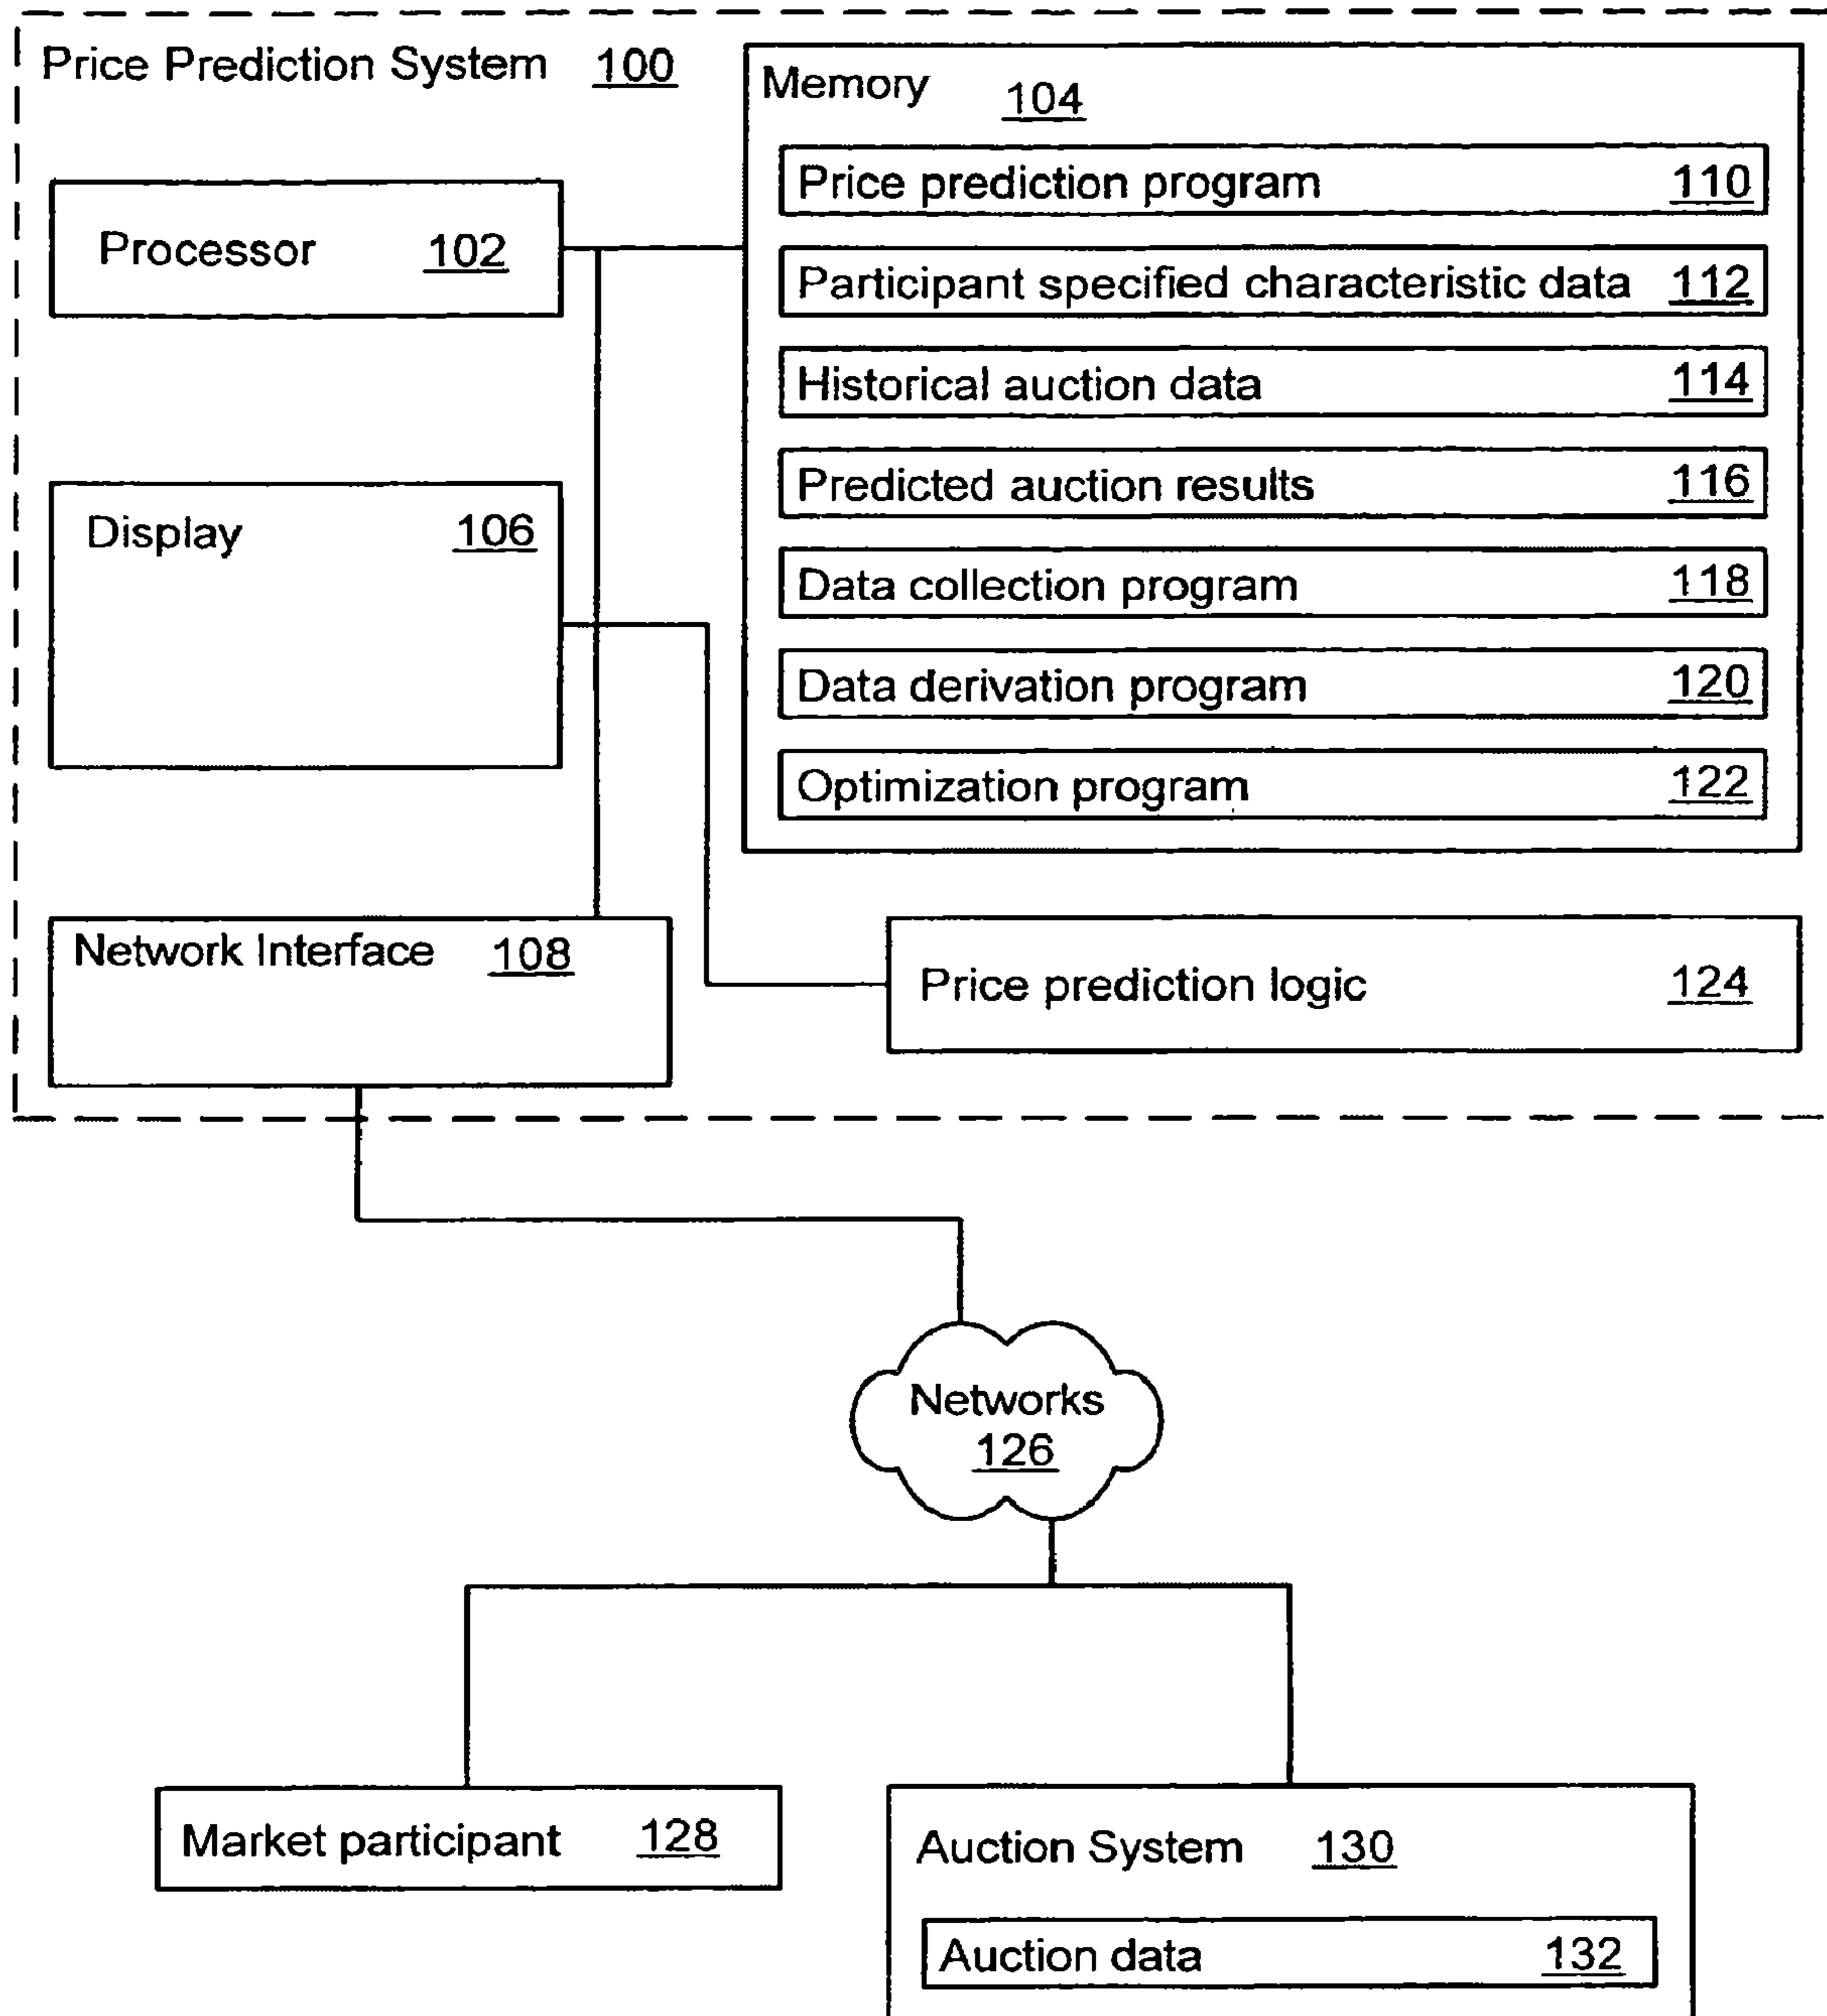 Price Prediction System 100
Memory 104
Price prediction program 110
Processor 102
Participant specified characteristic data 112
Historical auction data 114
Predicted auction results 116
Display 106
Data collection program 118
Data derivation program 120
Optimization program 122
Network Interface 108
Price prediction logic 124
Networks
126
Market participant 128
Auction System 130
Auction data 132